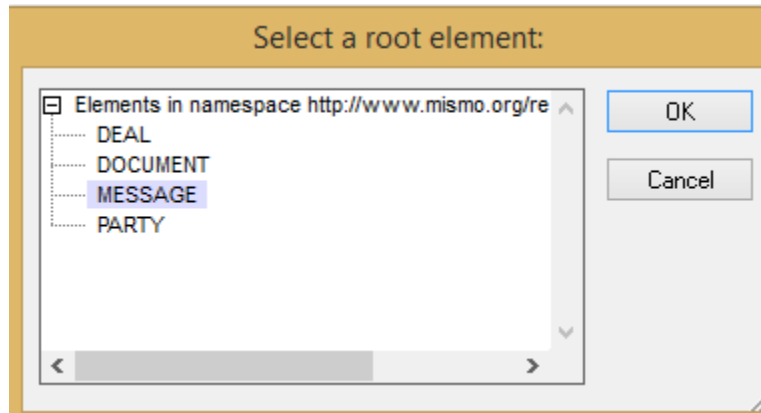 Select a root element:
Elements in namespace http://www.mismo.org/re
DEAL
DOCUMENT
MESSAGE
PARTY
OK
Cancel